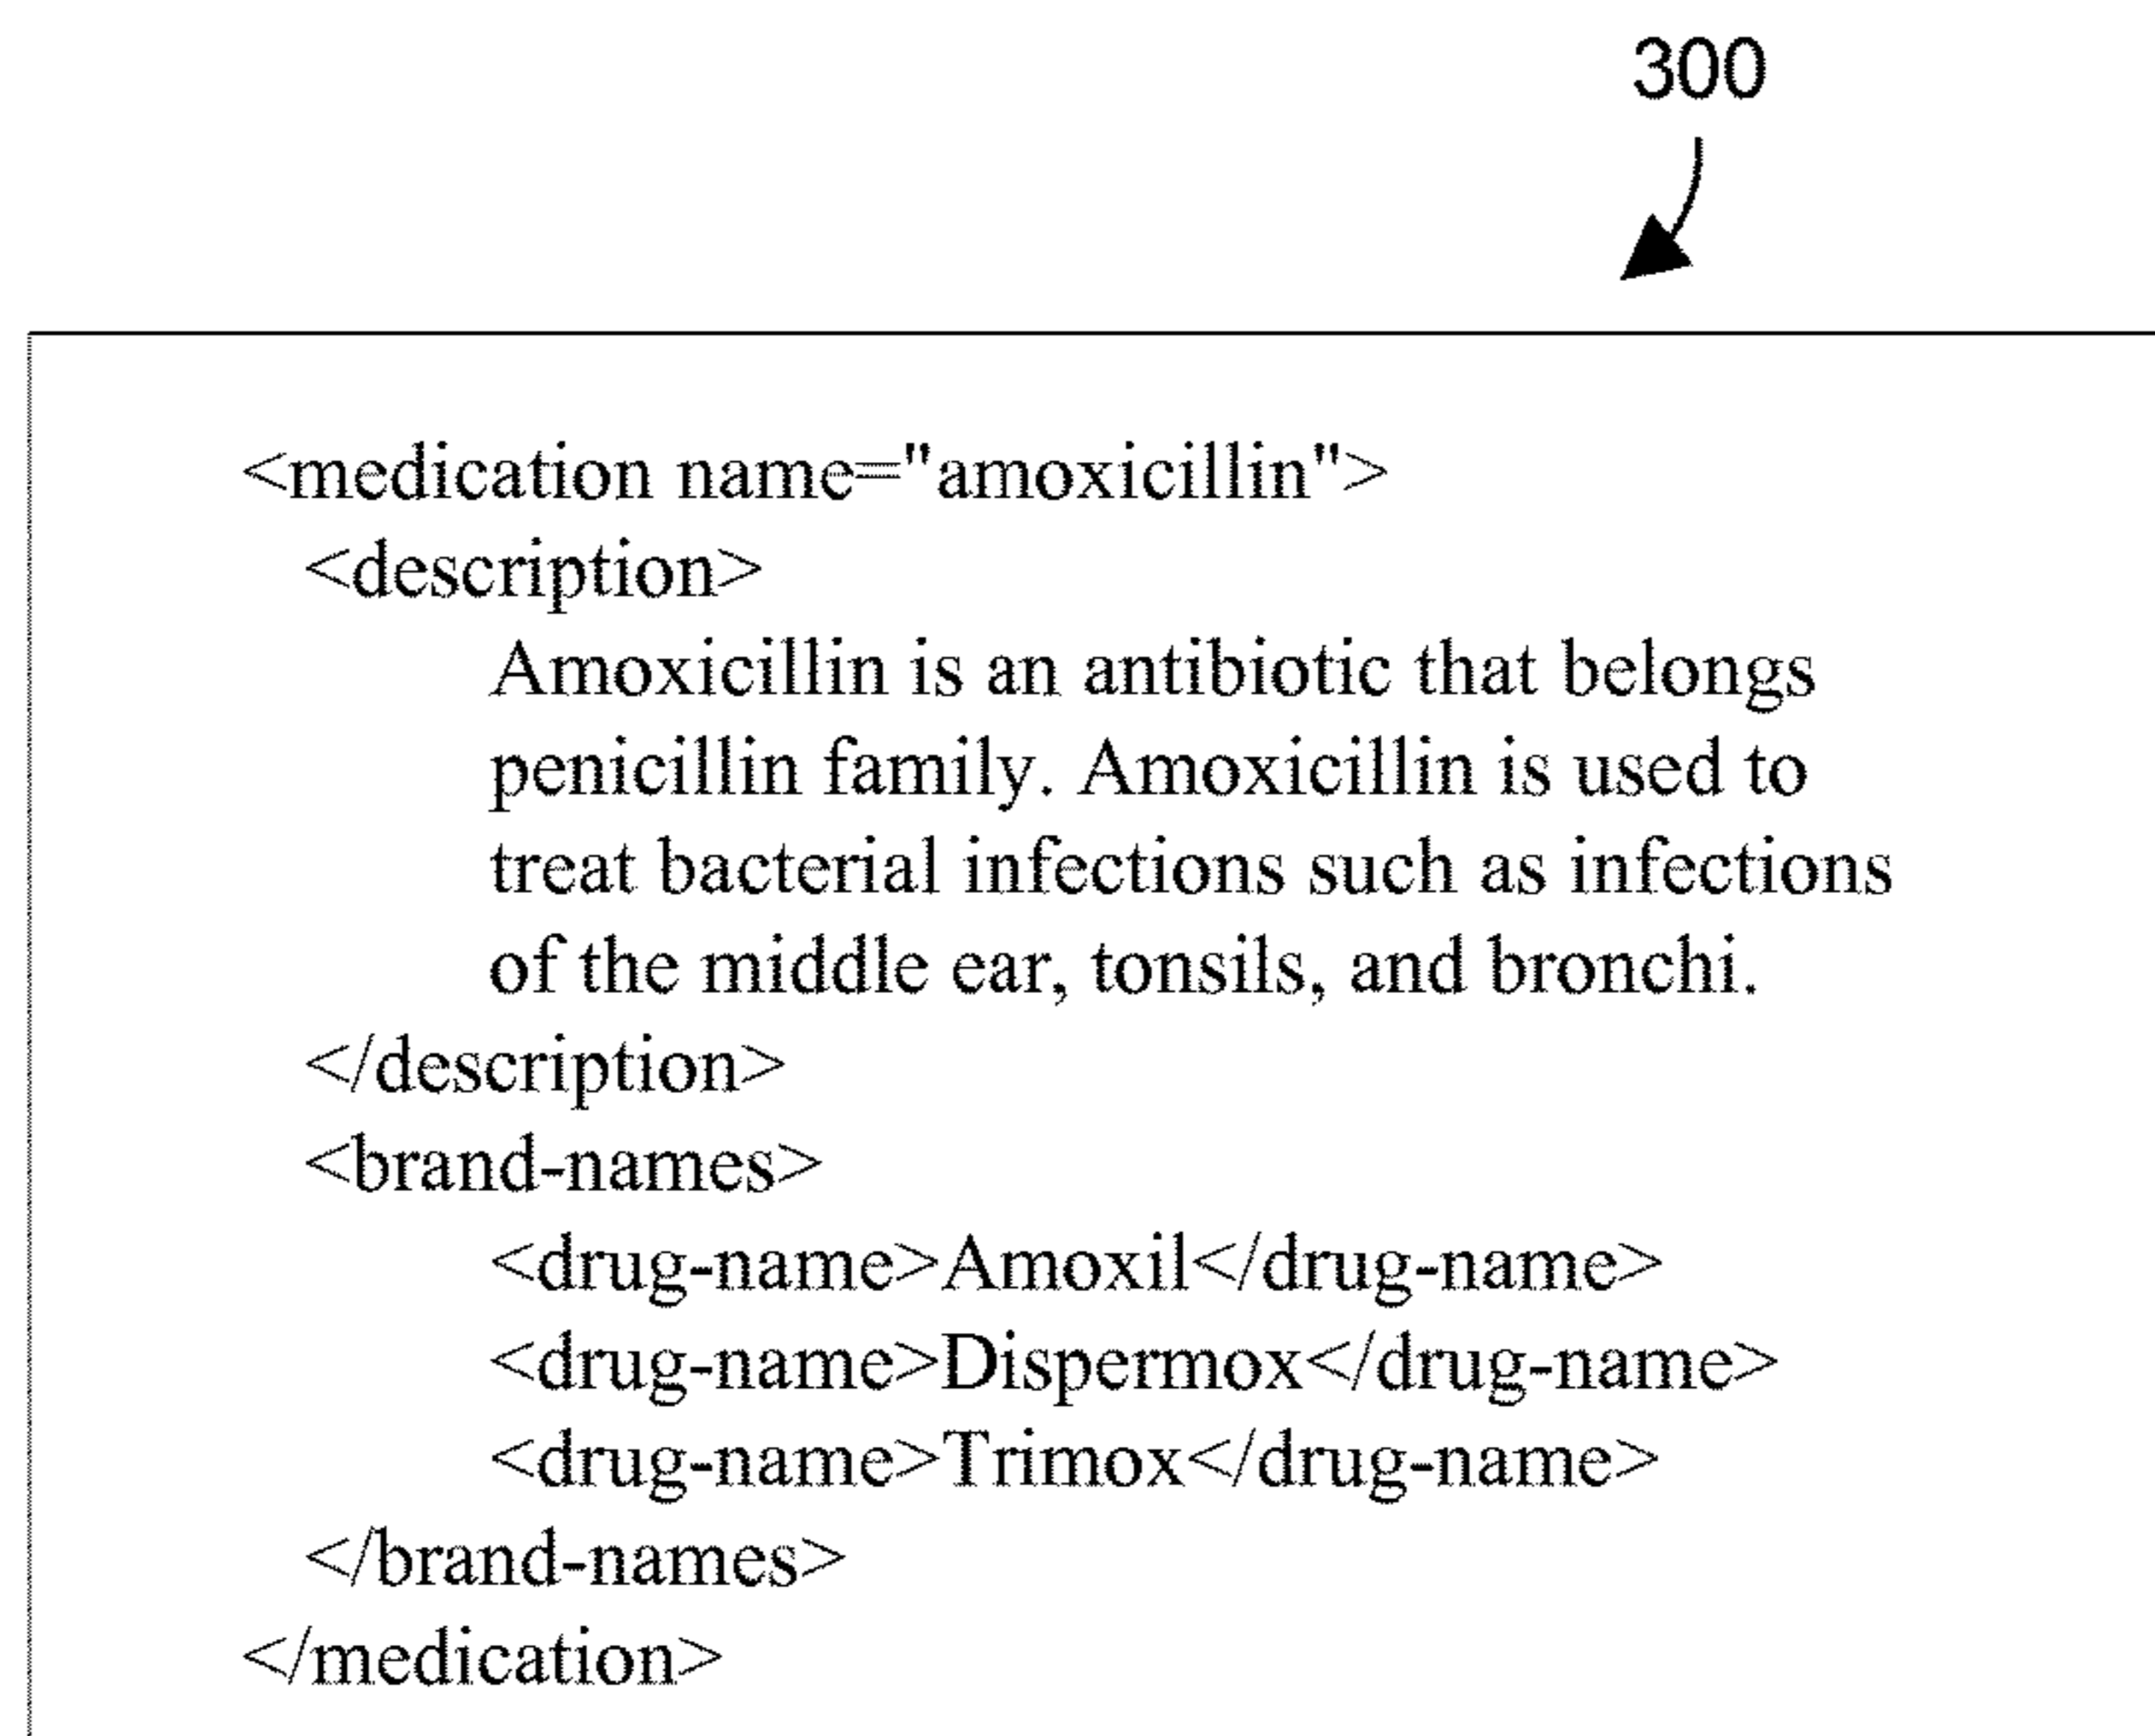 300
<medication name="amoxicillin">
<description>
Amoxicillin is an antibiotic that belongs
penicillin family. Amoxicillin is used to
treat bacterial infections such as infections
of the middle ear, tonsils, and bronchi.
</description>
<brand-names>
<drug-name>Amoxil</drug-name>
<drug-name>Dispermox</drug-name>
<drug-name>Trimox</drug-name>
</brand-names>
</medication>